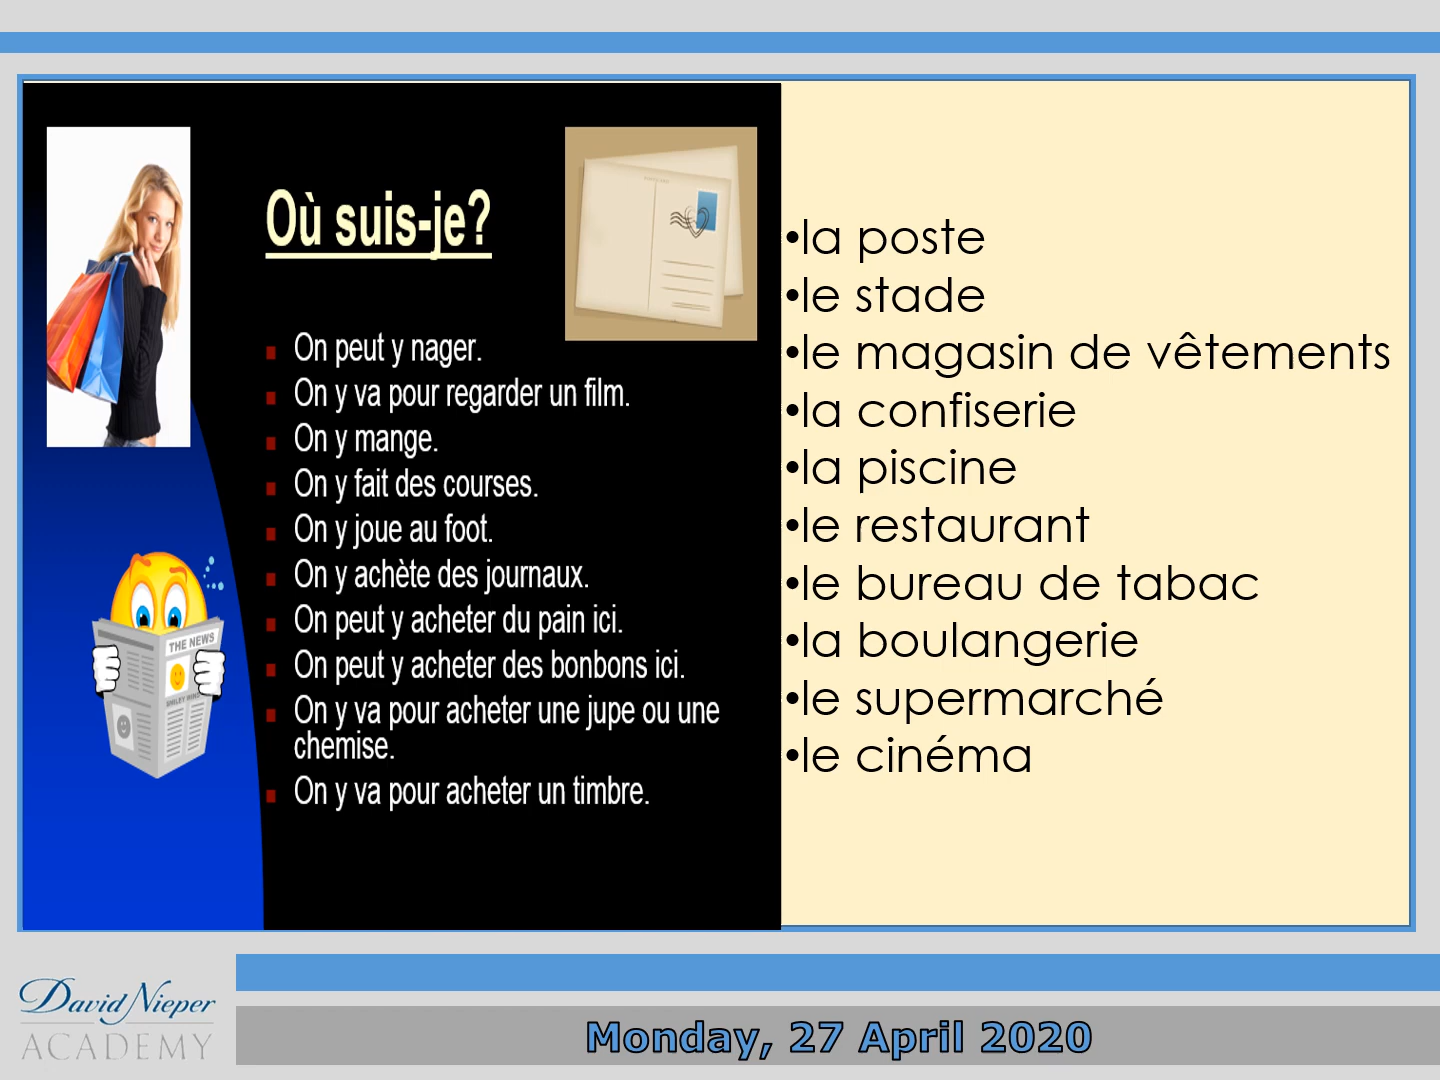 Où suis-je?
On peut y nager.
On y va pour regarder un film.
On y mange.
On y fait des courses.
On y joue au foot.
On y achète des journaux.
On peut y acheter du pain ici.
On peut y acheter des bonbons ici.
On y va pour acheter une jupe ou une
chemise.
On y va pour acheter un timbre.
THE NEWS
•la poste
•le stade
•le magasin de vêtements
•la confiserie
•la piscine
•le restaurant
•le bureau de tabac
•la boulangerie
•le supermarché
•le cinéma
David Nieper
ACADEMY
Monday, 27 April 2020